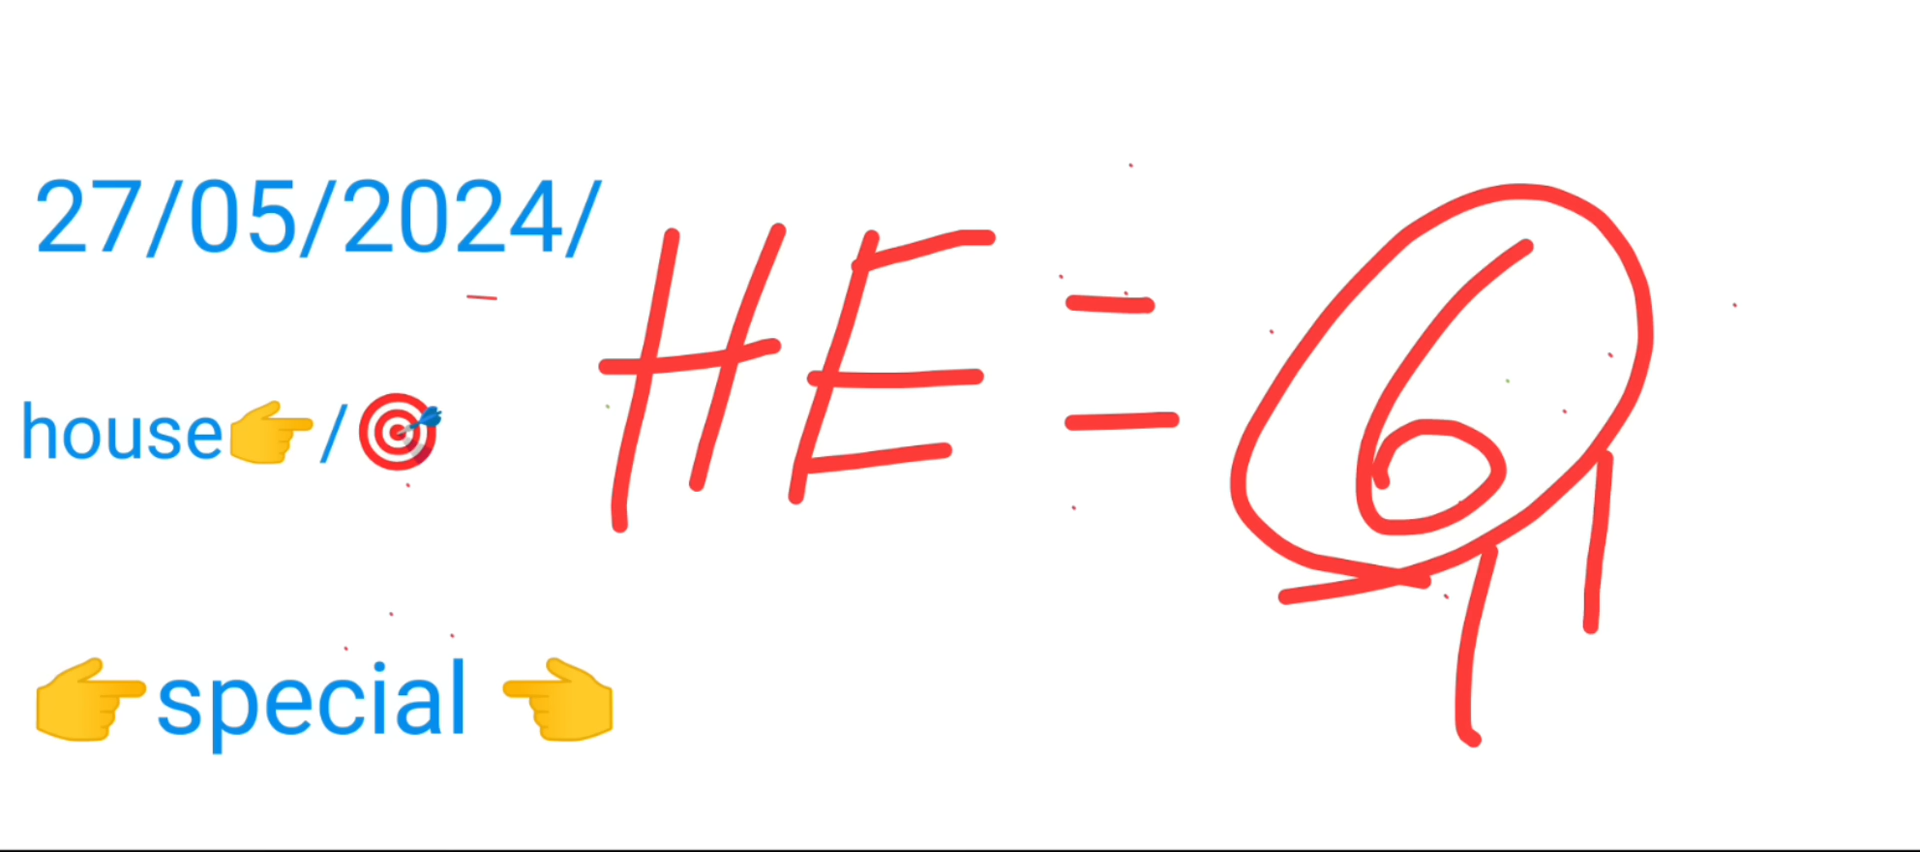 27/05/2024/
HE = 6
house👉/🎯
👉special 👈